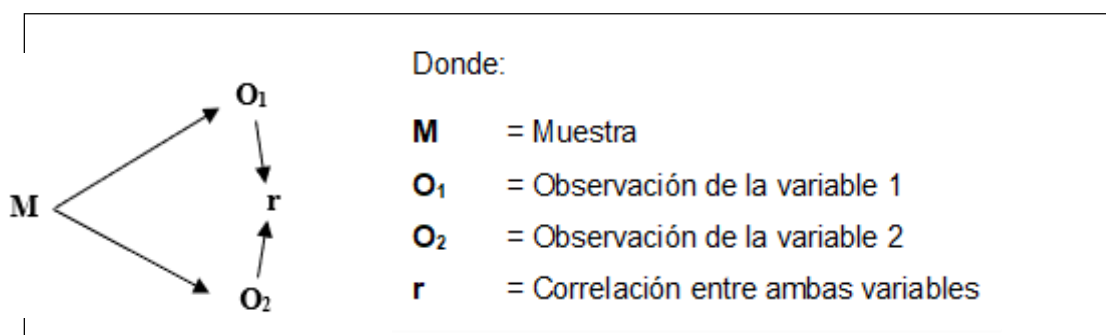 Donde:
O₁
M = Muestra
O₁ = Observación de la variable 1
M
r
O₂ = Observación de la variable 2
O₂
r = Correlación entre ambas variables